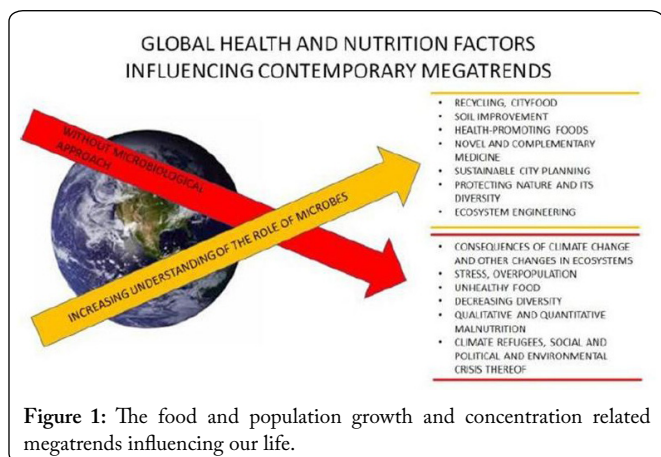 GLOBAL HEALTH AND NUTRITION FACTORS
INFLUENCING CONTEMPORARY MEGATRENDS
WITHOUT MICROBIOLOGICAL
APPROACH
INCREASING UNDERSTANDING OF THE ROLE OF MICROBES
• RECYCLING, CITYFOOD
• SOIL IMPROVEMENT
• HEALTH-PROMOTING FOODS
• NOVEL AND COMPLEMENTARY
MEDICINE
• SUSTAINABLE CITY PLANNING
• PROTECTING NATURE AND ITS
DIVERSITY
• ECOSYSTEM ENGINEERING
• CONSEQUENCES OF CLIMATE CHANGE
AND OTHER CHANGES IN ECOSYSTEMS
• STRESS, OVERPOPULATION
• UNHEALTHY FOOD
• DECREASING DIVERSITY
• QUALITATIVE AND QUANTITATIVE
MALNUTRITION
• CLIMATE REFUGEES, SOCIAL AND
POLITICAL AND ENVIRONMENTAL
CRISIS THEREOF
Figure 1: The food and population growth and concentration related
megatrends influencing our life.